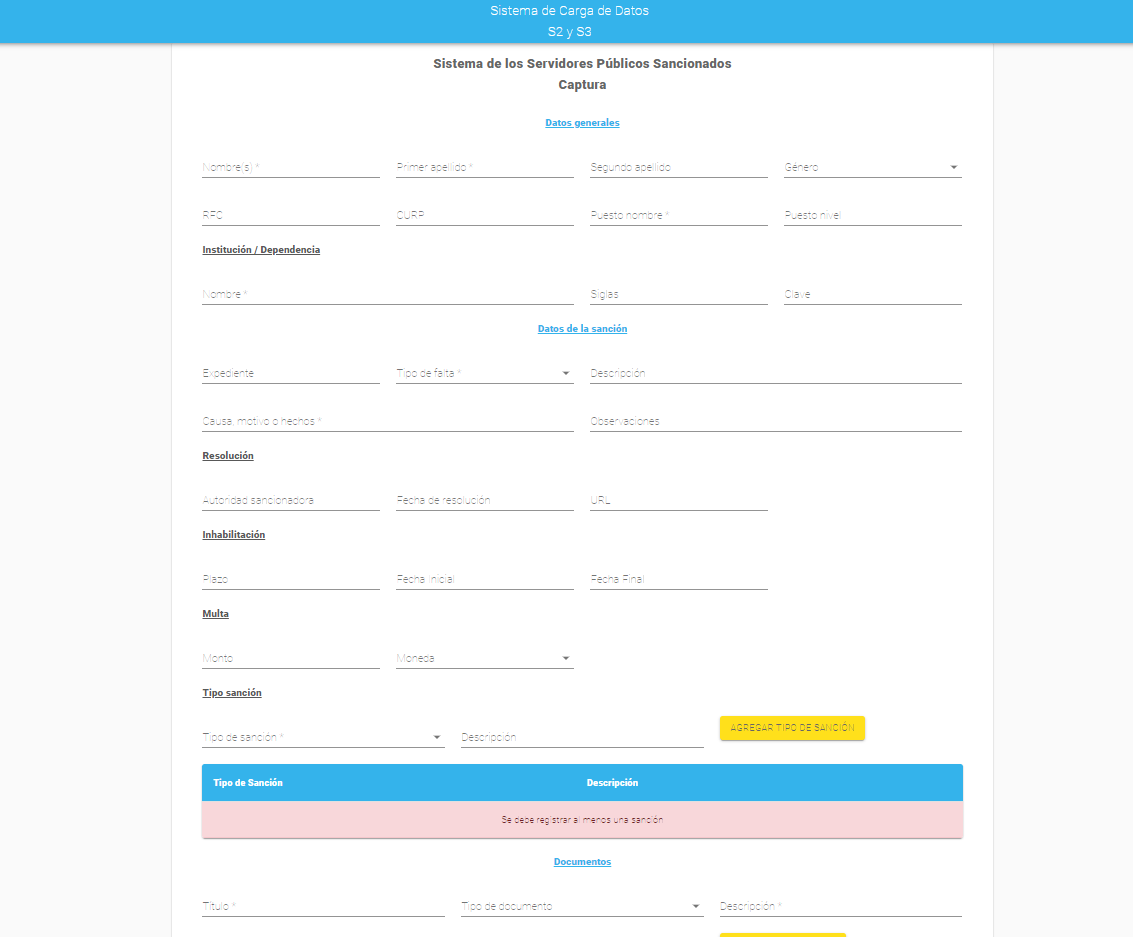 Sistema de Carga de Datos
S2 y S3
Sistema de los Servidores Públicos Sancionados
Captura
Datos generales
Nombre(s) * Primer apellido * Segundo apellido Género
RFC CURP Puesto nombre * Puesto nivel
Institución / Dependencia
Nombre * Siglas Clave
Datos de la sanción
Expediente Tipo de falta * Descripción
Causa, motivo o hechos * Observaciones
Resolución
Autoridad sancionadora Fecha de resolución URL
Inhabilitación
Plazo Fecha Inicial Fecha Final
Multa
Monto Moneda
Tipo sanción
Tipo de sanción * Descripción AGREGAR TIPO DE SANCIÓN
Tipo de Sanción Descripción
Se debe registrar al menos una sanción
Documentos
Título * Tipo de documento Descripción *